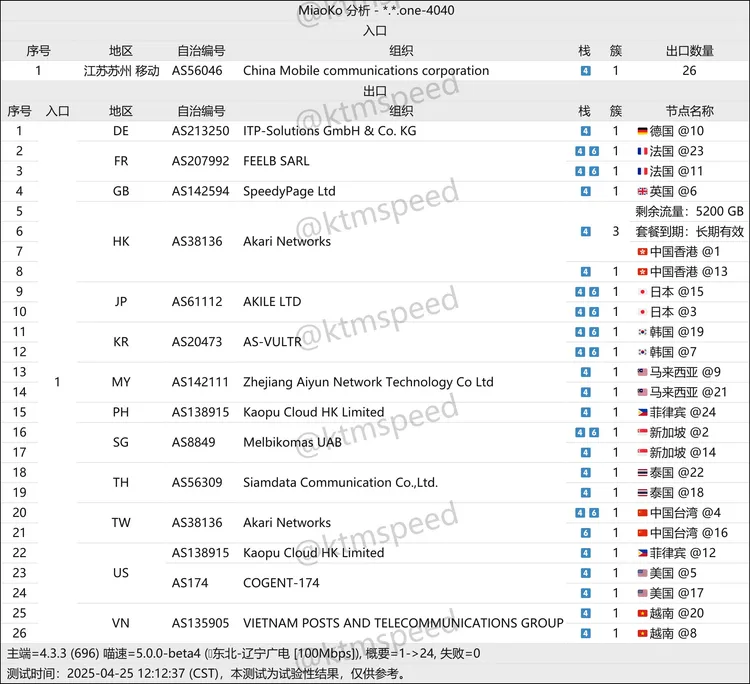 MiaoKo 分析 - *.*.one-4040
入口
序号 地区 自治编号 组织 栈 簇 出口数量
1 江苏苏州 移动 AS56046 China Mobile communications corporation 4 1 26
出口
序号 入口 地区 自治编号 组织 栈 簇 节点名称
1 DE AS213250 ITP-Solutions GmbH & Co. KG 4 1 德国 @10
2 4 6 1 法国 @23
FR AS207992 FEELB SARL
3 4 6 1 法国 @11
4 GB AS142594 SpeedyPage Ltd 4 1 英国 @6
5 剩余流量：5200 GB
6 4 3 套餐到期：长期有效
HK AS38136 Akari Networks
7 中国香港 @1
8 4 1 中国香港 @13
9 4 6 1 日本 @15
JP AS61112 AKILE LTD
10 4 6 1 日本 @3
11 4 6 1 韩国 @19
KR AS20473 AS-VULTR
12 4 6 1 韩国 @7
13 4 1 马来西亚 @9
1 MY AS142111 Zhejiang Aiyun Network Technology Co Ltd
14 4 1 马来西亚 @21
15 PH AS138915 Kaopu Cloud HK Limited 4 1 菲律宾 @24
16 4 6 1 新加坡 @2
SG AS8849 Melbikomas UAB
17 4 1 新加坡 @14
18 4 1 泰国 @22
TH AS56309 Siamdata Communication Co.,Ltd.
19 4 1 泰国 @18
20 4 6 1 中国台湾 @4
TW AS38136 Akari Networks
21 6 1 中国台湾 @16
22 AS138915 Kaopu Cloud HK Limited 4 1 菲律宾 @12
US
23 4 1 美国 @5
AS174 COGENT-174
24 4 1 美国 @17
25 4 1 越南 @20
VN AS135905 VIETNAM POSTS AND TELECOMMUNICATIONS GROUP
26 4 1 越南 @8
主端=4.3.3 (696) 喵速=5.0.0-beta4 (东北-辽宁广电 [100Mbps]), 概要=1->24, 失败=0
测试时间：2025-04-25 12:12:37 (CST)，本测试为试验性结果，仅供参考。
@ktmspeed
@ktmspeed
@ktmspeed
@ktmspeed
@ktmspeed
@ktmspeed